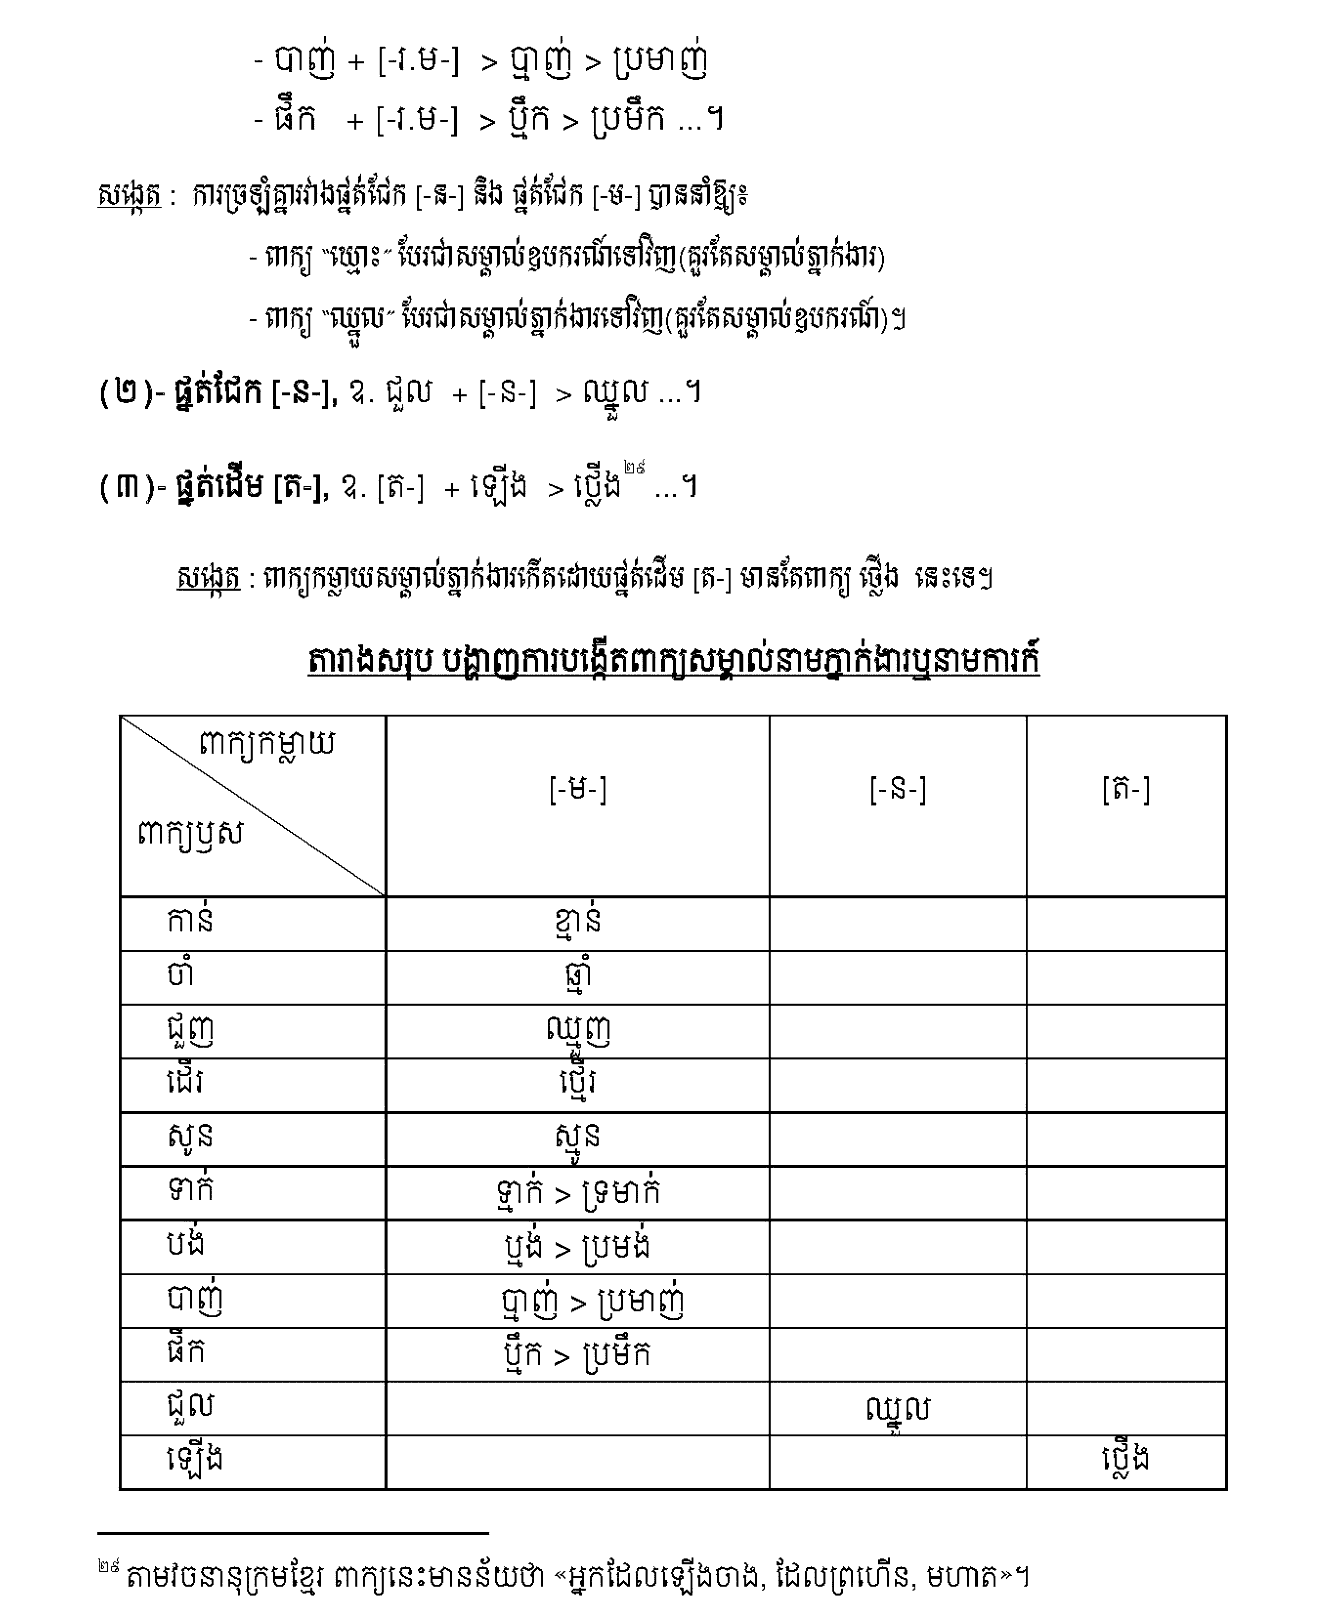 - បាញ់ + [-រ.ម-] > ប្មាញ់ > ប្រមាញ់
- ផឹក + [-រ.ម-] > ប្មឹក > ប្រមឹក ...។
សង្កេត : ការច្រឡំគ្នារវាងផ្នត់ជែក [-ន-] និង ផ្នត់ជែក [-ម-] បាននាំឱ្យ៖
- ពាក្យ “ឃ្មោះ” បែរជាសម្គាល់ឧបករណ៍ទៅវិញ(គួរតែសម្គាល់ភ្នាក់ងារ)
- ពាក្យ “ឈ្នួល” បែរជាសម្គាល់ភ្នាក់ងារទៅវិញ(គួរតែសម្គាល់ឧបករណ៍)។
(២)- ផ្នត់ជែក [-ន-], ឧ. ជួល + [-ន-] > ឈ្នួល ...។
(៣)- ផ្នត់ដើម [ត-], ឧ. [ត-] + ឡើង > ថ្លើង២៩ ...។
សង្កេត : ពាក្យកម្លាយសម្គាល់ភ្នាក់ងារកើតដោយផ្នត់ដើម [ត-] មានតែពាក្យ ថ្លើង នេះទេ។
តារាងសរុប បង្ហាញការបង្កើតពាក្យសម្គាល់នាមភ្នាក់ងារឬនាមការក៍
ពាក្យកម្លាយ
[-ម-] [-ន-] [ត-]
ពាក្យឫស
កាន់ ខ្មាន់
ចាំ ឆ្មាំ
ជួញ ឈ្មួញ
ដើរ ថ្មើរ
សូន ស្មូន
ទាក់ ទ្មាក់ > ទ្រមាក់
បង់ ប្មង់ > ប្រមង់
បាញ់ ប្មាញ់ > ប្រមាញ់
ផឹក ប្មឹក > ប្រមឹក
ជួល ឈ្នួល
ឡើង ថ្លើង
២៩ តាមវចនានុក្រមខ្មែរ ពាក្យនេះមានន័យថា «អ្នកដែលឡើងចាង, ដែលព្រហើន, មហាត»។